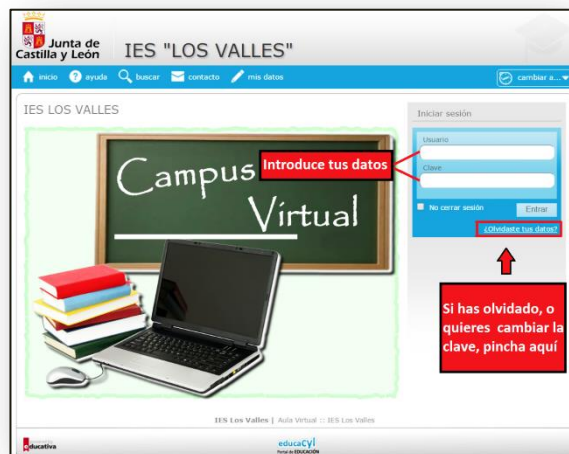 Junta de
Castilla y León
IES "LOS VALLES"
inicio
ayuda
buscar
contacto
mis datos
cambiar a...
IES LOS VALLES
Campus
Virtual
Iniciar sesión
Usuario
Introduce tus datos
Clave
No cerrar sesión
Entrar
¿Olvidaste tus datos?
Si has olvidado, o
quieres cambiar la
clave, pincha aquí
IES Los Valles | Aula Virtual :: IES Los Valles
educativa
educacyl
Portal de EDUCACIÓN